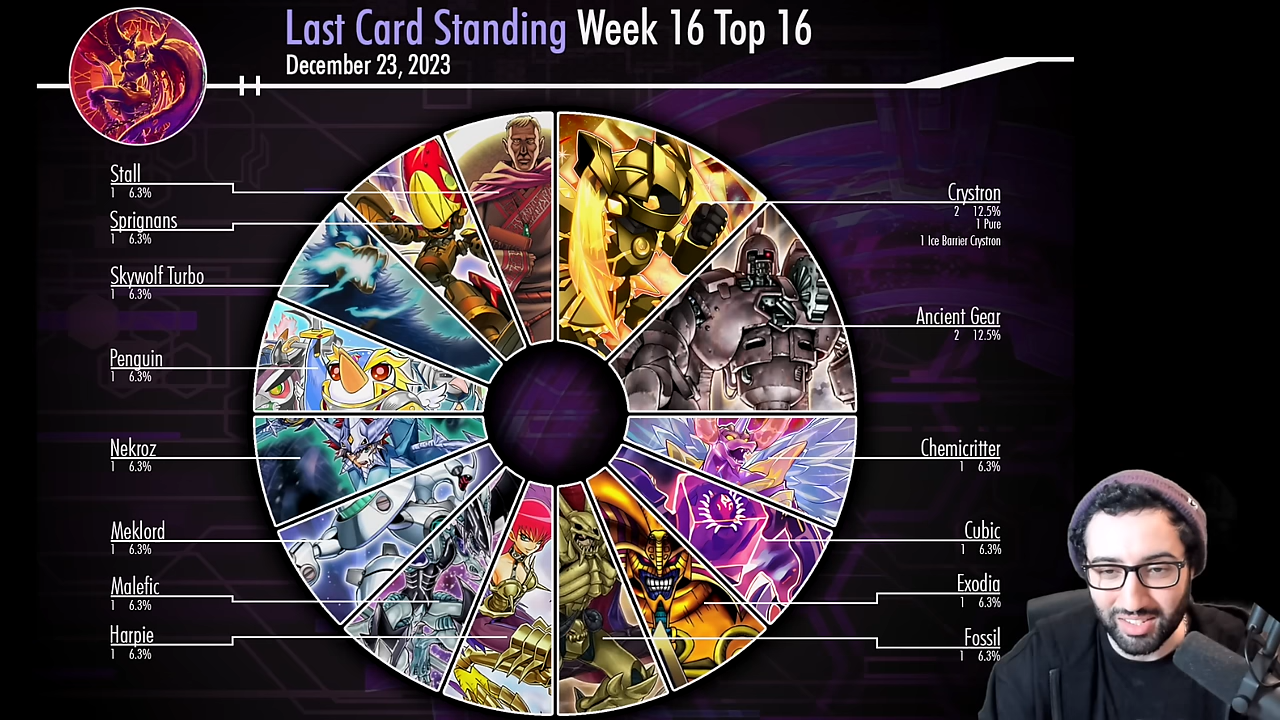 Last Card Standing Week 16 Top 16
December 23, 2023
Stall
1 6.3%
Sprignans
1 6.3%
Skywolf Turbo
1 6.3%
Penguin
1 6.3%
Nekroz
1 6.3%
Meklord
1 6.3%
Malefic
1 6.3%
Harpie
1 6.3%
Crystron
2 12.5%
1 Pure
1 Ice Barrier Crystron
Ancient Gear
2 12.5%
Chemicritter
1 6.3%
Cubic
1 6.3%
Exodia
1 6.3%
Fossil
1 6.3%